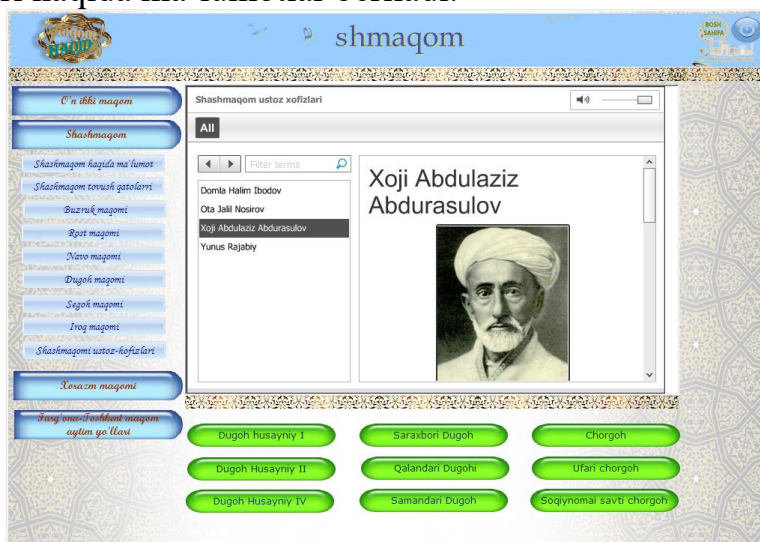 MAQOM
shmaqom
BOSH
SAHIFA
O'n ikki maqom
Shashmaqom
Shashmaqom haqida ma'lumot
Shashmaqom tovush qatolarri
Buzruk maqomi
Rost maqomi
Navo maqomi
Dugoh maqomi
Segoh maqomi
Iroq maqomi
Shashmaqomi ustoz-hofizlari
Xorazm maqomi
Farg'ona-Toshkent maqom
aytim yo'llari
Shashmaqom ustoz xofizlari
All
Filter terms
Domla Halim Ibodov
Ota Jalil Nosirov
Xoji Abdulaziz Abdurasulov
Yunus Rajabiy
Xoji Abdulaziz
Abdurasulov
Dugoh husayniy I
Saraxbori Dugoh
Chorgoh
Dugoh Husayniy II
Qalandari Dugohi
Ufari chorgoh
Dugoh Husayniy IV
Samandari Dugoh
Soqiynomai savti chorgoh